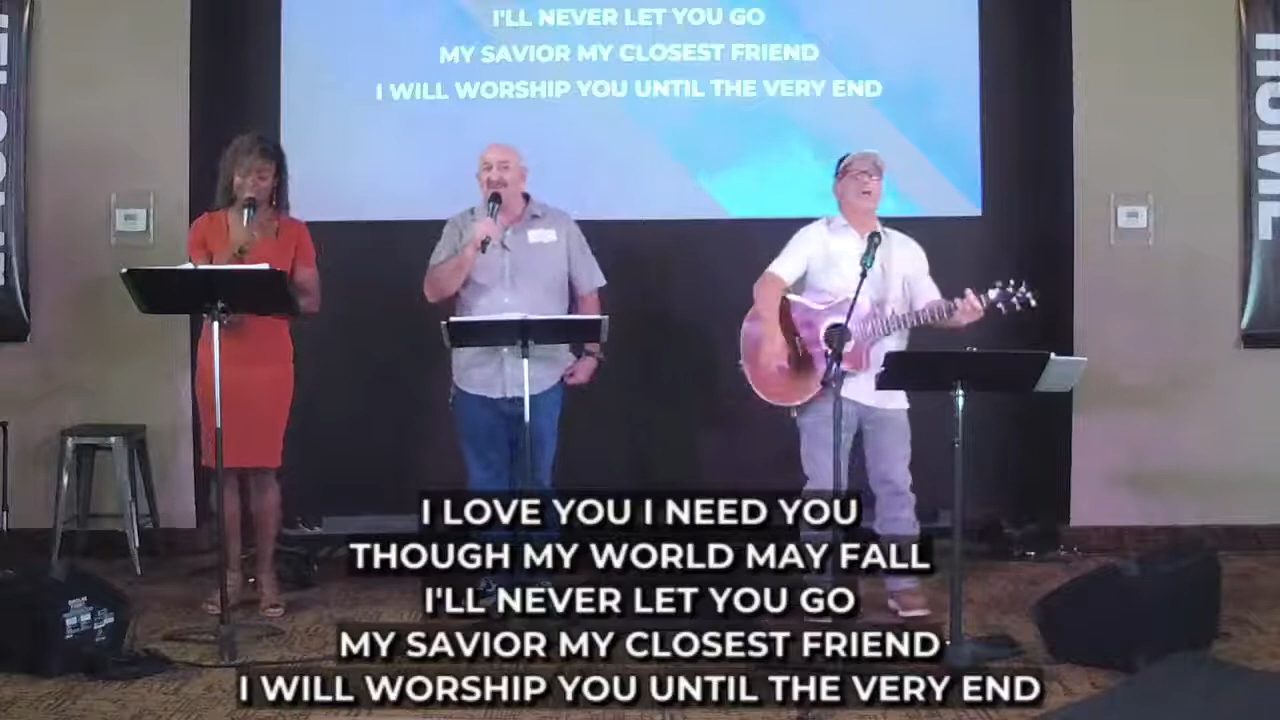 I'LL NEVER LET YOU GO
MY SAVIOR MY CLOSEST FRIEND
I WILL WORSHIP YOU UNTIL THE VERY END
HOME
I LOVE YOU I NEED YOU
THOUGH MY WORLD MAY FALL
I'LL NEVER LET YOU GO
MY SAVIOR MY CLOSEST FRIEND
I WILL WORSHIP YOU UNTIL THE VERY END